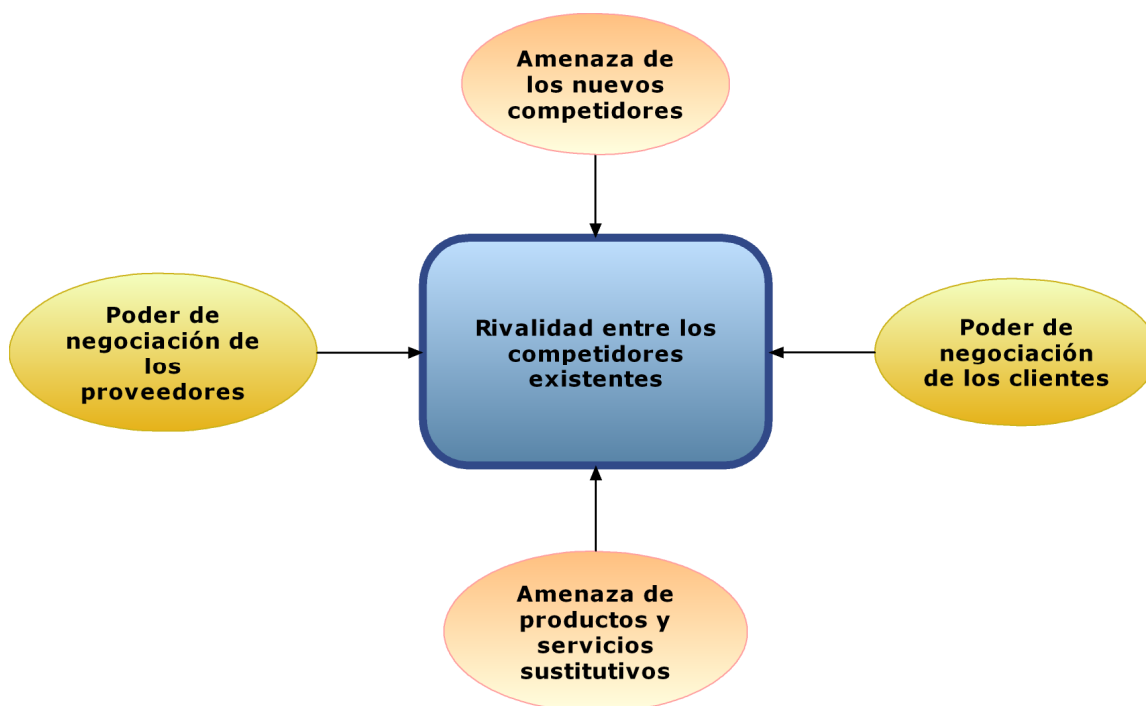 Amenaza de
los nuevos
competidores
Poder de
negociación de
los
proveedores
Rivalidad entre los
competidores
existentes
Poder de
negociación
de los clientes
Amenaza de
productos y
servicios
sustitutivos